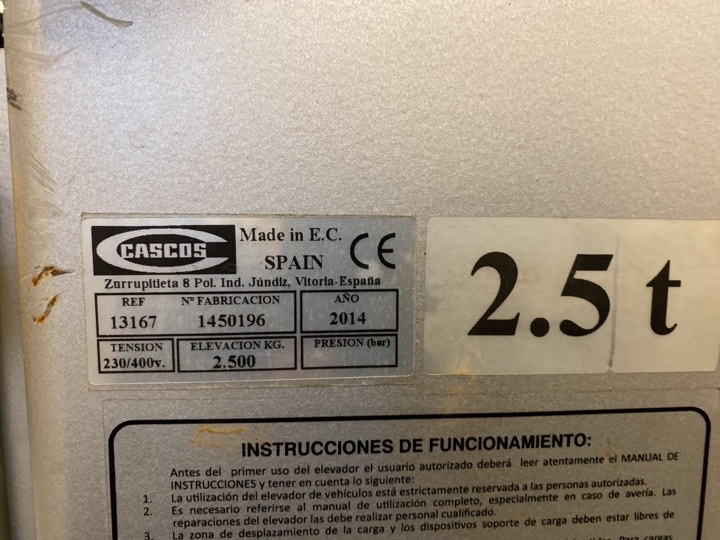 CASCOS
Made in E.C.
SPAIN
CE
Zurrupitieta 8 Pol. Ind. Júndiz, Vitoria-España
REF Nº FABRICACION AÑO
13167 1450196 2014
TENSION ELEVACION KG. PRESION (bar)
230/400v. 2.500
2.5 t
INSTRUCCIONES DE FUNCIONAMIENTO:
Antes del primer uso del elevador el usuario autorizado deberá leer atentamente el MANUAL DE
INSTRUCCIONES y tener en cuenta lo siguiente:
1. La utilización del elevador de vehículos está estrictamente reservada a las personas autorizadas.
2. Es necesario referirse al manual de utilización completo, especialmente en caso de avería. Las
reparaciones del elevador las debe realizar personal cualificado.
3. La zona de desplazamiento de la carga y los dispositivos soporte de carga deben estar libres de
Para cargas